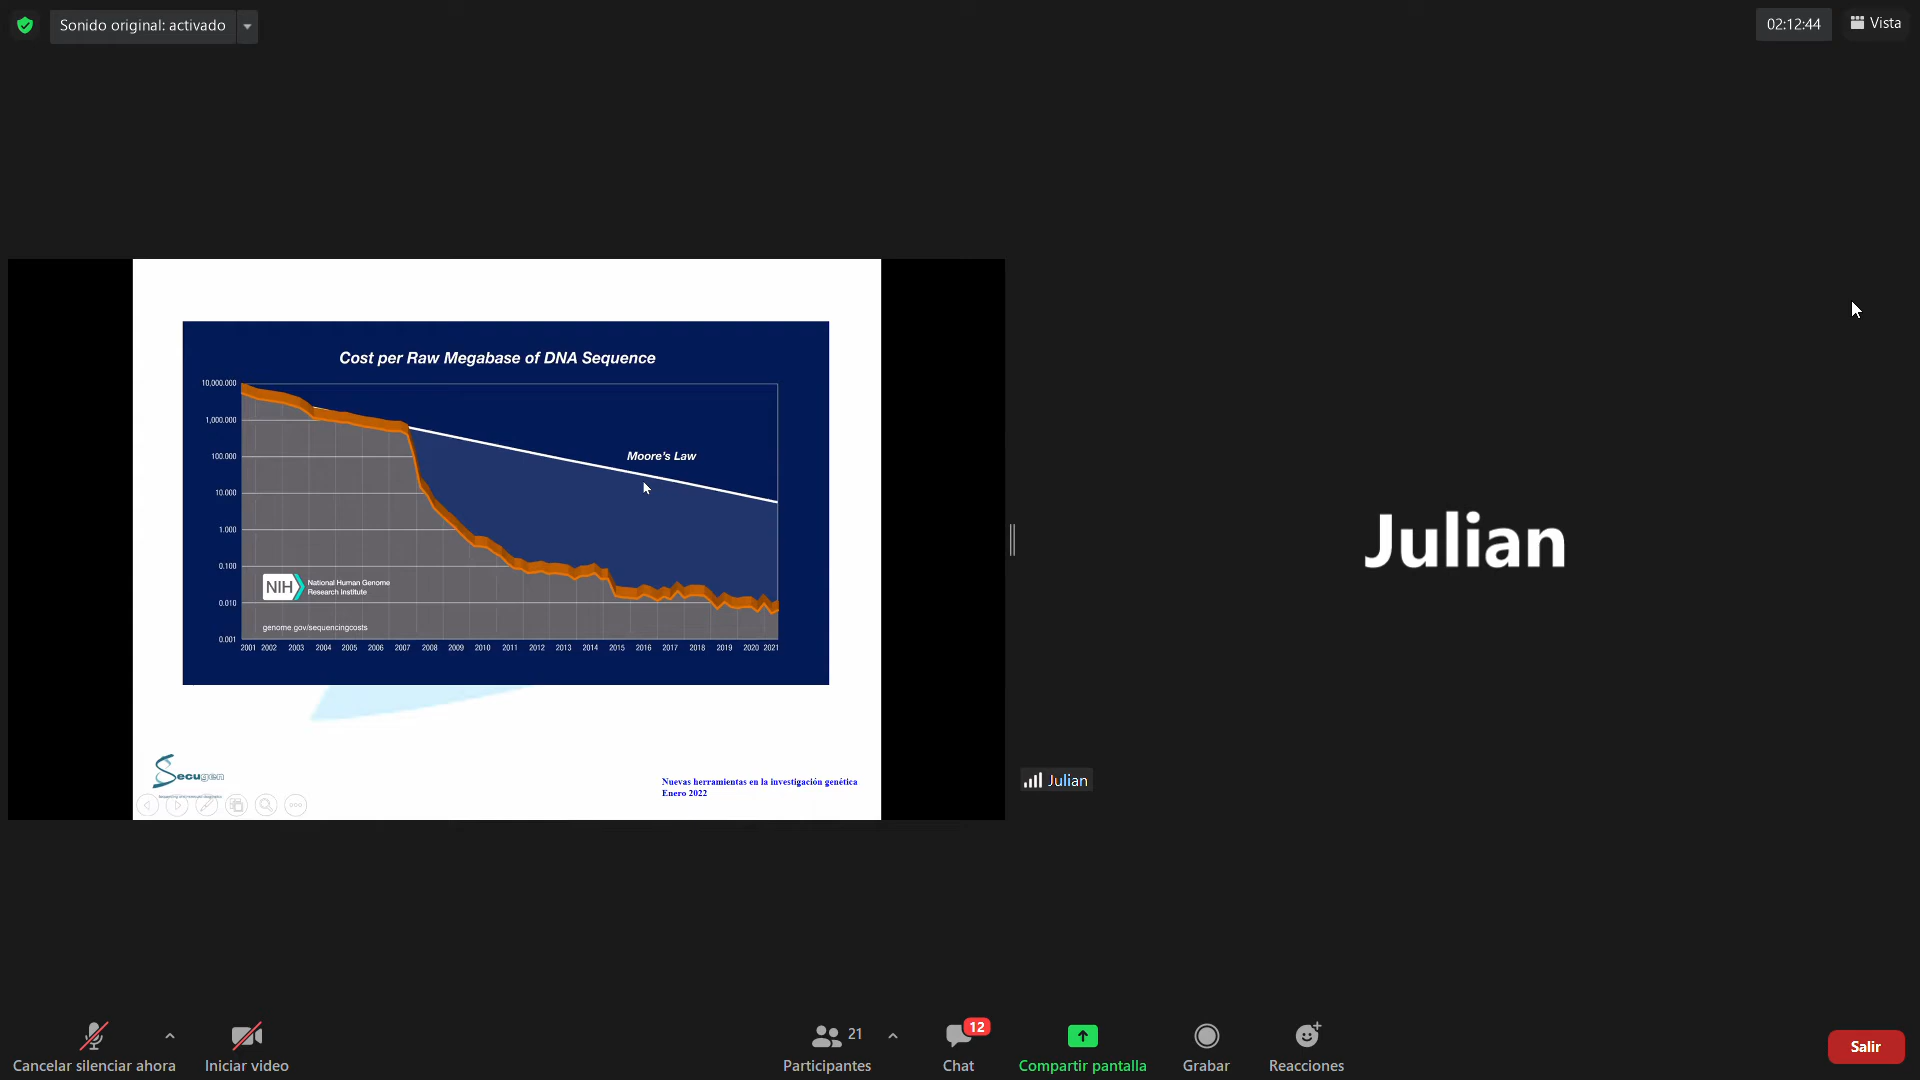 Sonido original: activado
02:12:44
Vista
Cost per Raw Megabase of DNA Sequence
10,000.000
1,000.000
100.000
10.000
1.000
0.100
0.010
0.001
Moore's Law
NIH
National Human Genome
Research Institute
genome.gov/sequencingcosts
2001 2002 2003 2004 2005 2006 2007 2008 2009 2010 2011 2012 2013 2014 2015 2016 2017 2018 2019 2020 2021
Secugen
Nuevas herramientas en la investigación genética
Enero 2022
Julian
Julian
Cancelar silenciar ahora
Iniciar video
21
Participantes
12
Chat
Compartir pantalla
Grabar
Reacciones
Salir